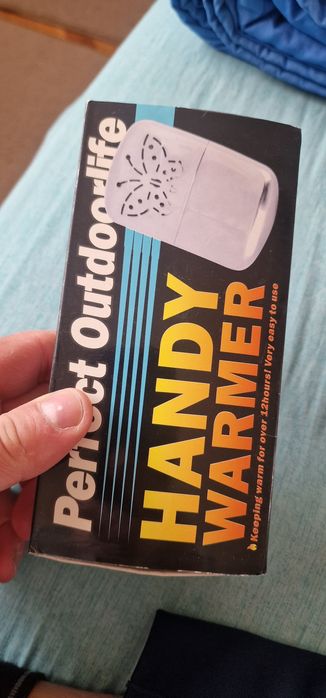 Perfect Outdoorlife
HANDY
WARMER
Keeping warm for over 12hours! Very easy to use